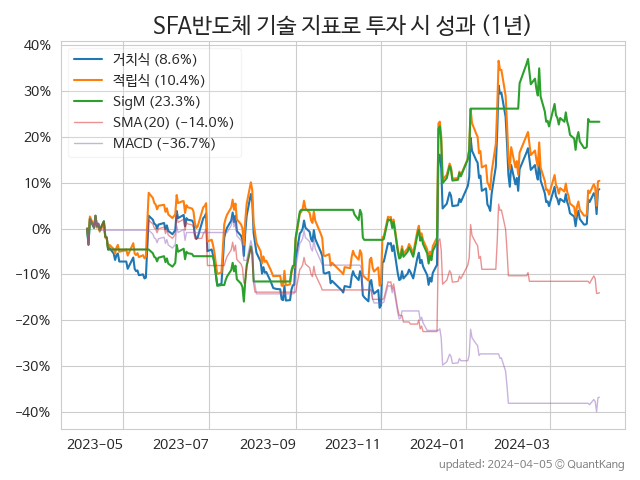 SFA반도체 기술 지표로 투자 시 성과 (1년)
40%
30%
20%
10%
0%
−10%
−20%
−30%
−40%
거치식 (8.6%)
적립식 (10.4%)
SigM (23.3%)
SMA(20) (−14.0%)
MACD (−36.7%)
2023-05
2023-07
2023-09
2023-11
2024-01
2024-03
updated: 2024-04-05 © QuantKang